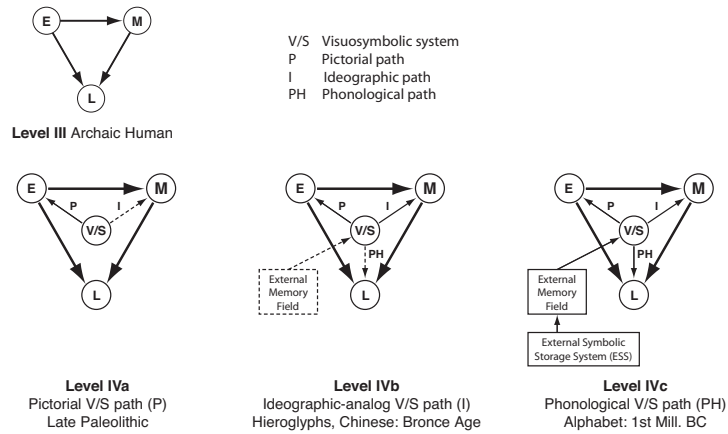 E
M
L
Level III Archaic Human
V/S Visuosymbolic system
P Pictorial path
I Ideographic path
PH Phonological path
E
M
P
I
V/S
L
Level IVa
Pictorial V/S path (P)
Late Paleolithic
E
M
P
I
V/S
PH
External
Memory
Field
L
Level IVb
Ideographic-analog V/S path (I)
Hieroglyphs, Chinese: Bronce Age
E
M
P
I
V/S
PH
External
Memory
Field
L
External Symbolic
Storage System (ESS)
Level IVc
Phonological V/S path (PH)
Alphabet: 1st Mill. BC